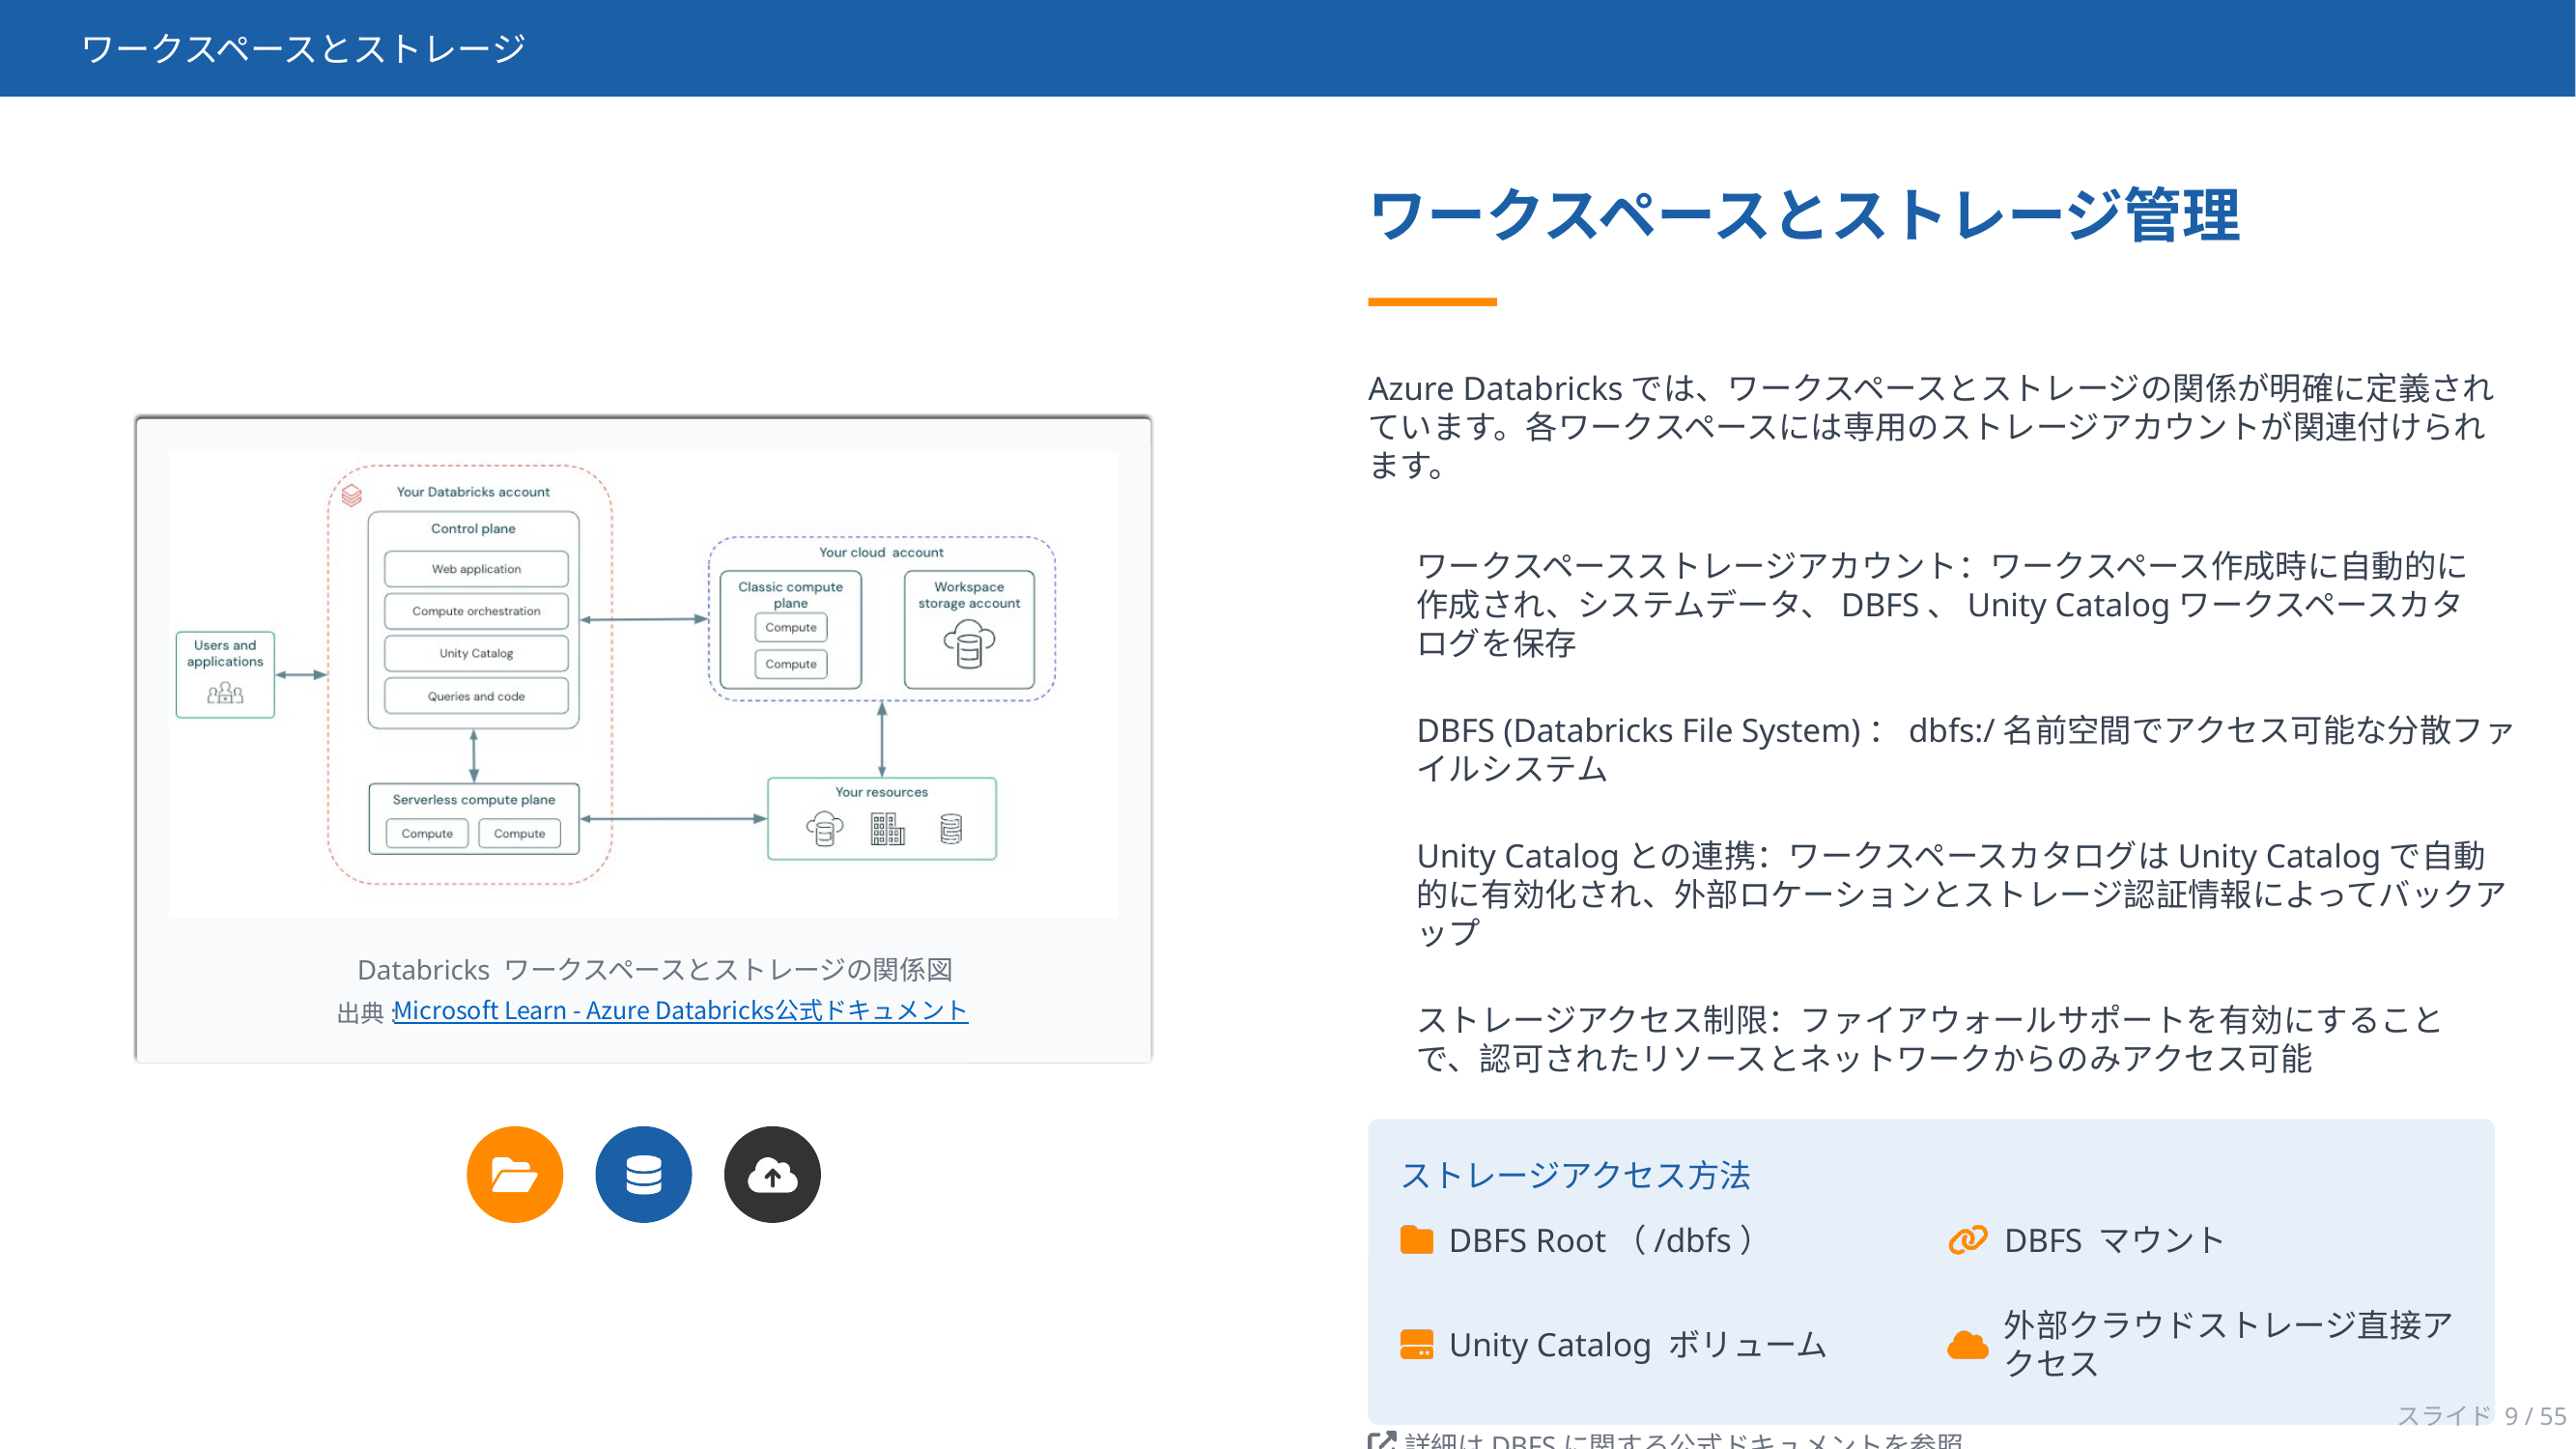 ワークスペースとストレージ
ワークスペースとストレージ管理
Azure Databricks では、ワークスペースとストレージの関係が明確に定義され
ています。各ワークスペースには専用のストレージアカウントが関連付けられ
ます。
ワークスペースストレージアカウント：ワークスペース作成時に自動的に
作成され、システムデータ、 DBFS 、 Unity Catalog ワークスペースカタ
ログを保存
DBFS (Databricks File System)： dbfs:/ 名前空間でアクセス可能な分散ファ
イルシステム
Unity Catalog との連携：ワークスペースカタログは Unity Catalog で自動
的に有効化され、外部ロケーションとストレージ認証情報によってバックア
ップ
ストレージアクセス制限：ファイアウォールサポートを有効にすること
で、認可されたリソースとネットワークからのみアクセス可能
ストレージアクセス方法
DBFS Root （ /dbfs ）
DBFS マウント
Unity Catalog ボリューム
外部クラウドストレージ直接ア
クセス
詳細は DBFS に関する公式ドキュメントを参照
スライド 9 / 55
Your Databricks account
Control plane
Web application
Compute orchestration
Unity Catalog
Queries and code
Users and
applications
Serverless compute plane
Compute
Compute
Your cloud account
Classic compute
plane
Compute
Compute
Workspace
storage account
Your resources
Databricks ワークスペースとストレージの関係図
出典 :Microsoft Learn - Azure Databricks公式ドキュメント